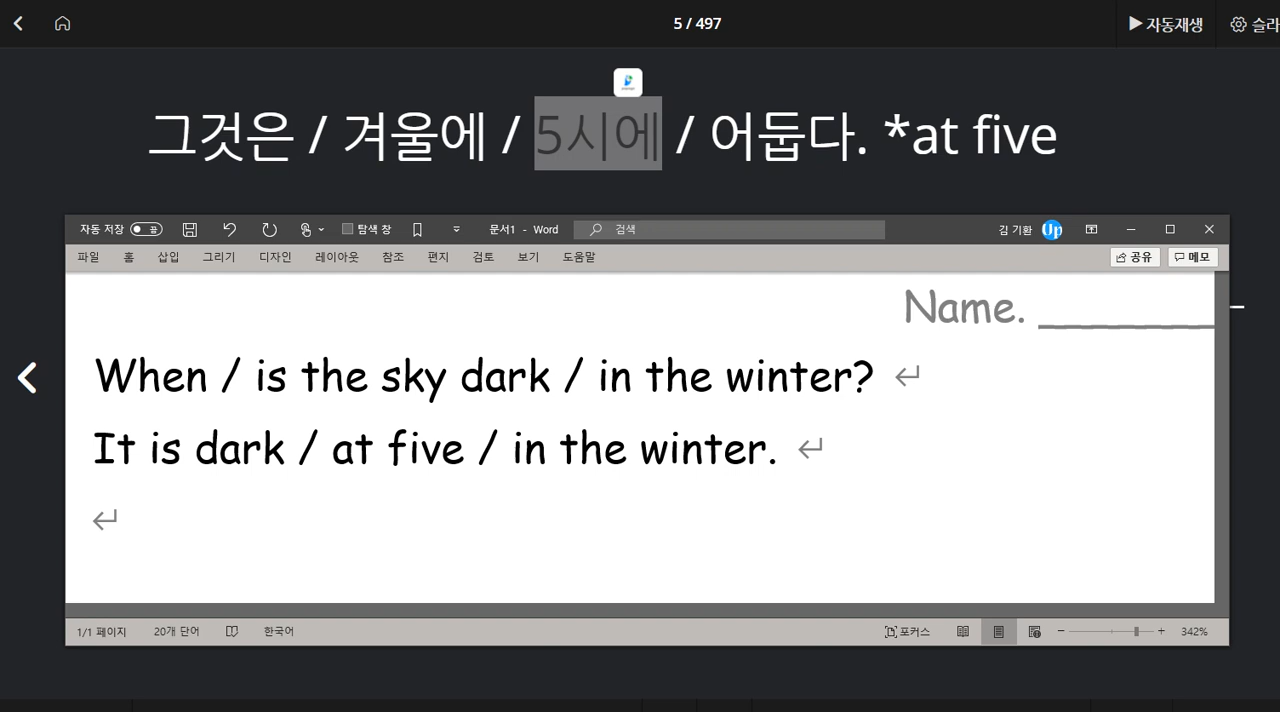 5 / 497
▶ 자동재생
슬라
그것은 / 겨울에 / 5시에 / 어둡다. *at five
자동 저장
끔
탐색 창
문서1 - Word
검색
김 기환
Up
파일 홈 삽입 그리기 디자인 레이아웃 참조 편지 검토 보기 도움말
공유
메모
Name. ________
When / is the sky dark / in the winter?
It is dark / at five / in the winter.
1/1 페이지 20개 단어 한국어
포커스
342%